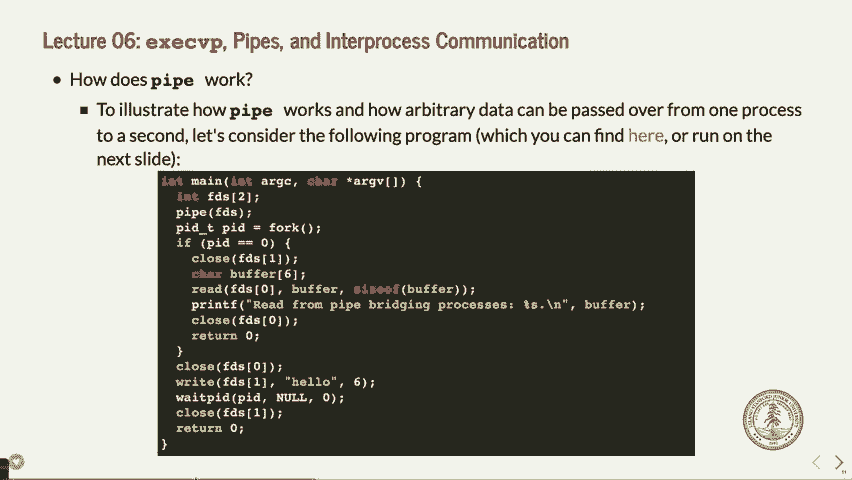 Lecture 06: execvp, Pipes, and Interprocess Communication
How does pipe work?
To illustrate how pipe works and how arbitrary data can be passed over from one process
to a second, let's consider the following program (which you can find here, or run on the
next slide):
int main(int argc, char *argv[]) {
int fds[2];
pipe(fds);
pid_t pid = fork();
if (pid == 0) {
close(fds[1]);
char buffer[6];
read(fds[0], buffer, sizeof(buffer));
printf("Read from pipe bridging processes: %s.\n", buffer);
close(fds[0]);
return 0;
}
close(fds[0]);
write(fds[1], "hello", 6);
waitpid(pid, NULL, 0);
close(fds[1]);
return 0;
}